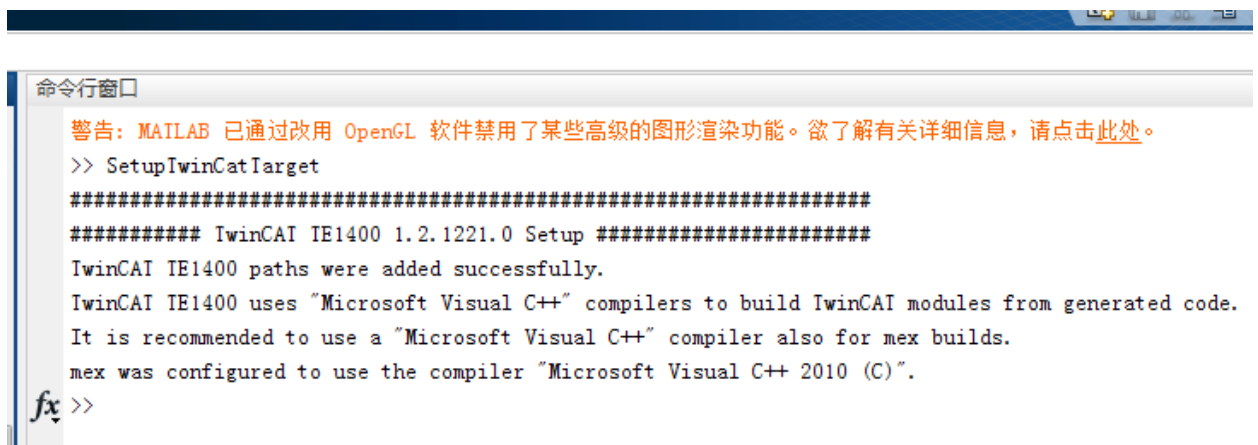 命令行窗口
警告: MATLAB 已通过改用 OpenGL 软件禁用了某些高级的图形渲染功能。欲了解有关详细信息，请点击此处。
>> SetupTwinCatTarget
###################################################################
########### TwinCAT TE1400 1.2.1221.0 Setup #######################
TwinCAT TE1400 paths were added successfully.
TwinCAT TE1400 uses "Microsoft Visual C++" compilers to build TwinCAT modules from generated code.
It is recommended to use a "Microsoft Visual C++" compiler also for mex builds.
mex was configured to use the compiler "Microsoft Visual C++ 2010 (C)".
fx >>